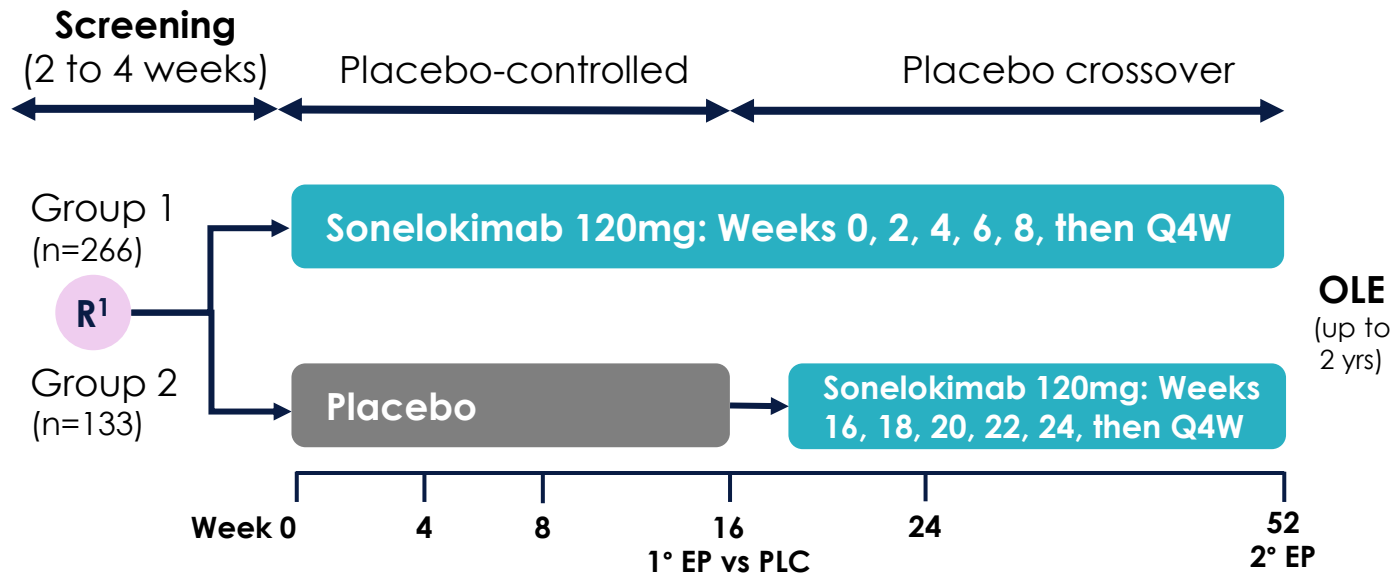 Screening
(2 to 4 weeks)
Placebo-controlled
Placebo crossover
Group 1
(n=266)
Sonelokimab 120mg: Weeks 0, 2, 4, 6, 8, then Q4W
R¹
OLE
(up to
2 yrs)
Group 2
(n=133)
Placebo
Sonelokimab 120mg: Weeks
16, 18, 20, 22, 24, then Q4W
Week 0 4 8 16 24 52
1° EP vs PLC 2° EP